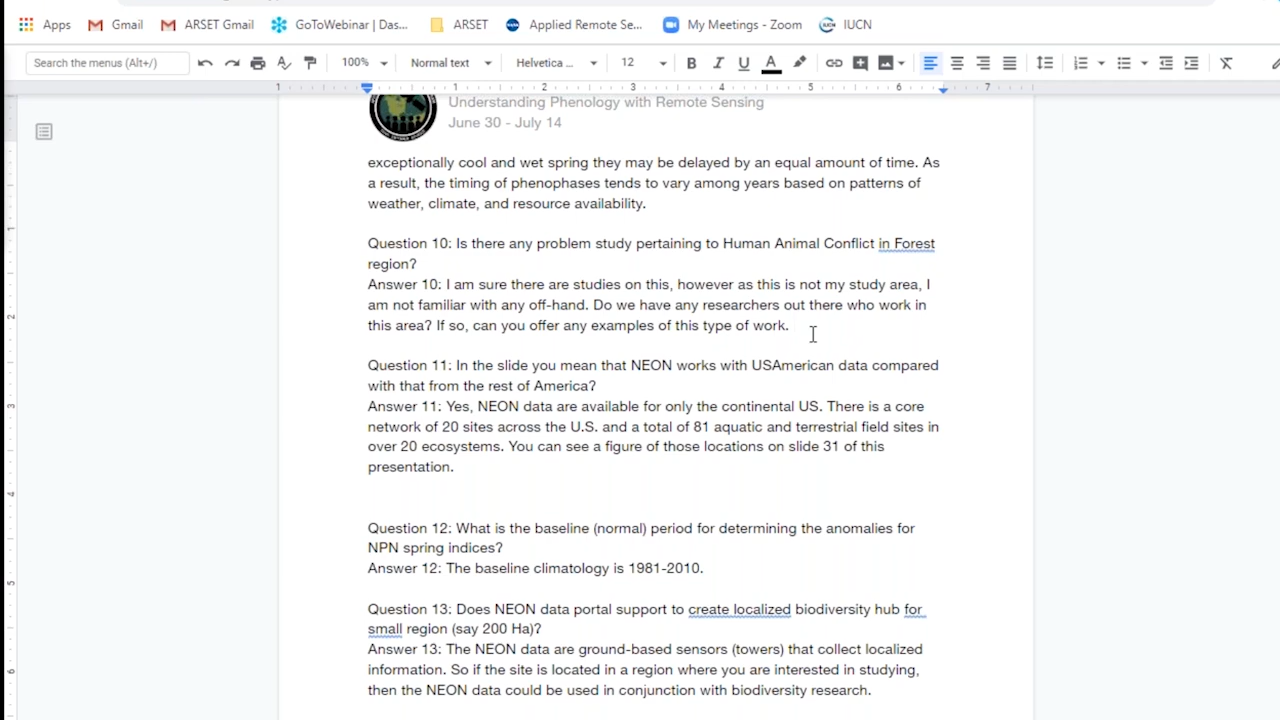 Apps Gmail ARSET Gmail GoToWebinar | Das... ARSET Applied Remote Se... My Meetings - Zoom IUCN
Search the menus (Alt+/) 100% Normal text Helvetica ... 12 B I U A
1 1 2 3 4 5 6 7
Understanding Phenology with Remote Sensing
June 30 - July 14
exceptionally cool and wet spring they may be delayed by an equal amount of time. As
a result, the timing of phenophases tends to vary among years based on patterns of
weather, climate, and resource availability.
1
Question 10: Is there any problem study pertaining to Human Animal Conflict in Forest
region?
Answer 10: I am sure there are studies on this, however as this is not my study area, I
am not familiar with any off-hand. Do we have any researchers out there who work in
2
this area? If so, can you offer any examples of this type of work.
Question 11: In the slide you mean that NEON works with USAmerican data compared
with that from the rest of America?
3
Answer 11: Yes, NEON data are available for only the continental US. There is a core
network of 20 sites across the U.S. and a total of 81 aquatic and terrestrial field sites in
over 20 ecosystems. You can see a figure of those locations on slide 31 of this
presentation.
4
Question 12: What is the baseline (normal) period for determining the anomalies for
NPN spring indices?
Answer 12: The baseline climatology is 1981-2010.
5
Question 13: Does NEON data portal support to create localized biodiversity hub for
small region (say 200 Ha)?
Answer 13: The NEON data are ground-based sensors (towers) that collect localized
information. So if the site is located in a region where you are interested in studying,
6
then the NEON data could be used in conjunction with biodiversity research.